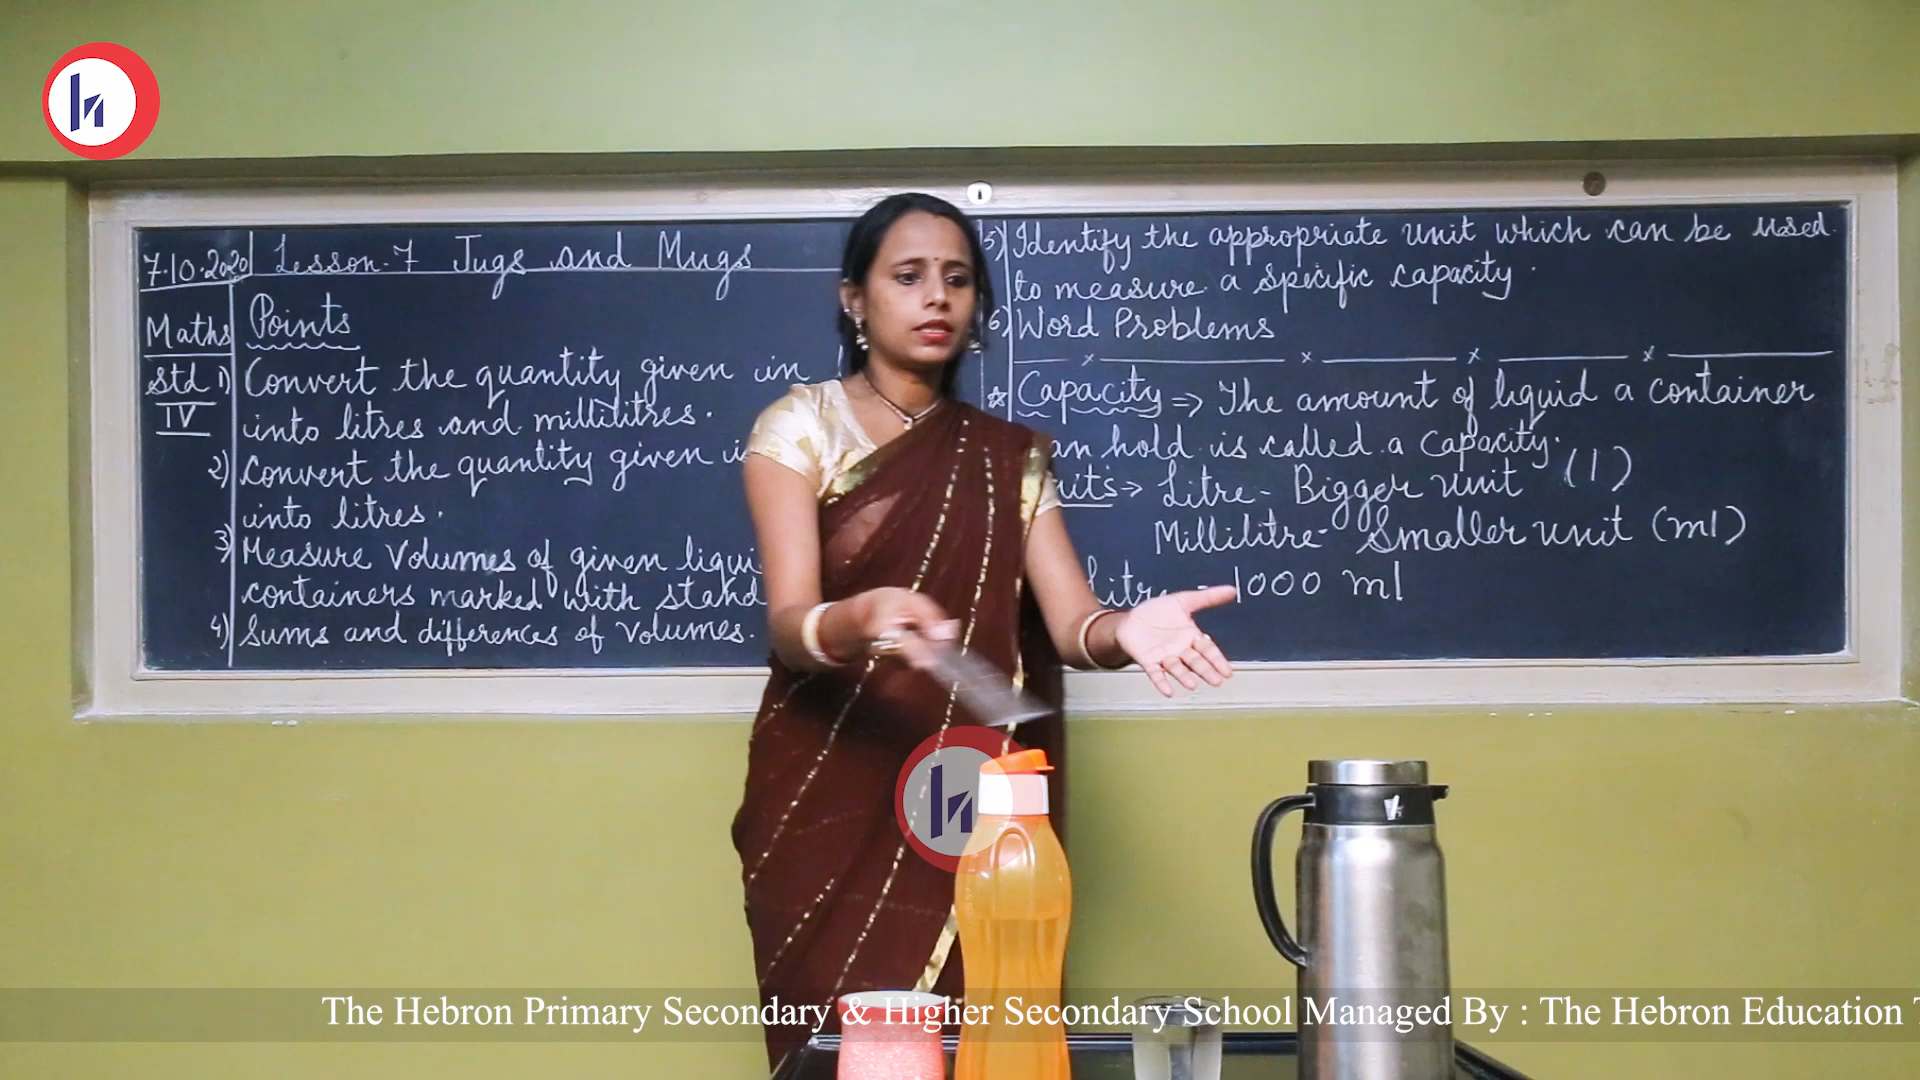 7.10.2020 Lesson-7 Jugs and Mugs
Maths
Std
IV
Points
1) Convert the quantity given in
into litres and millilitres.
2) Convert the quantity given
into litres.
3) Measure Volumes of given
containers marked with
4) Sums and differences of Volumes.
5) Identify the appropriate Unit which can be used.
to measure a specific capacity.
6) Word Problems
Capacity => The amount of liquid a container
hold is called a Capacity.
=> Litre - Bigger Unit (l)
Millilitre - Smaller unit (ml)
= 1000 ml
The Hebron Primary Secondary & Higher Secondary School Managed By : The Hebron Education